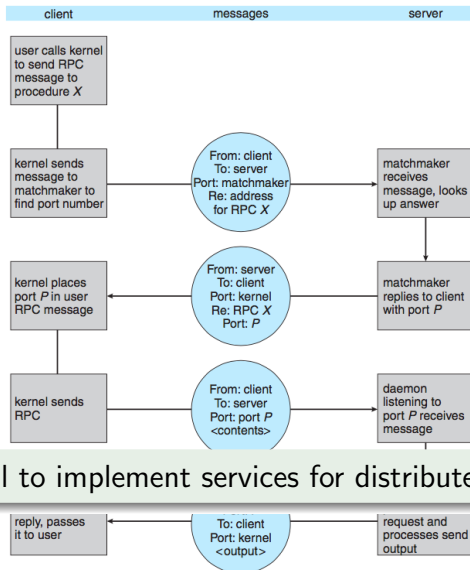 client messages server
user calls kernel
to send RPC
message to
procedure X
kernel sends
message to
matchmaker to
find port number
From: client
To: server
Port: matchmaker
Re: address
for RPC X
matchmaker
receives
message, looks
up answer
kernel places
port P in user
RPC message
From: server
To: client
Port: kernel
Re: RPC X
Port: P
matchmaker
replies to client
with port P
kernel sends
RPC
From: client
To: server
Port: port P
<contents>
daemon
listening to
port P receives
message
to implement services for distribute
reply, passes
it to user
To: client
Port: kernel
<output>
request and
processes send
output